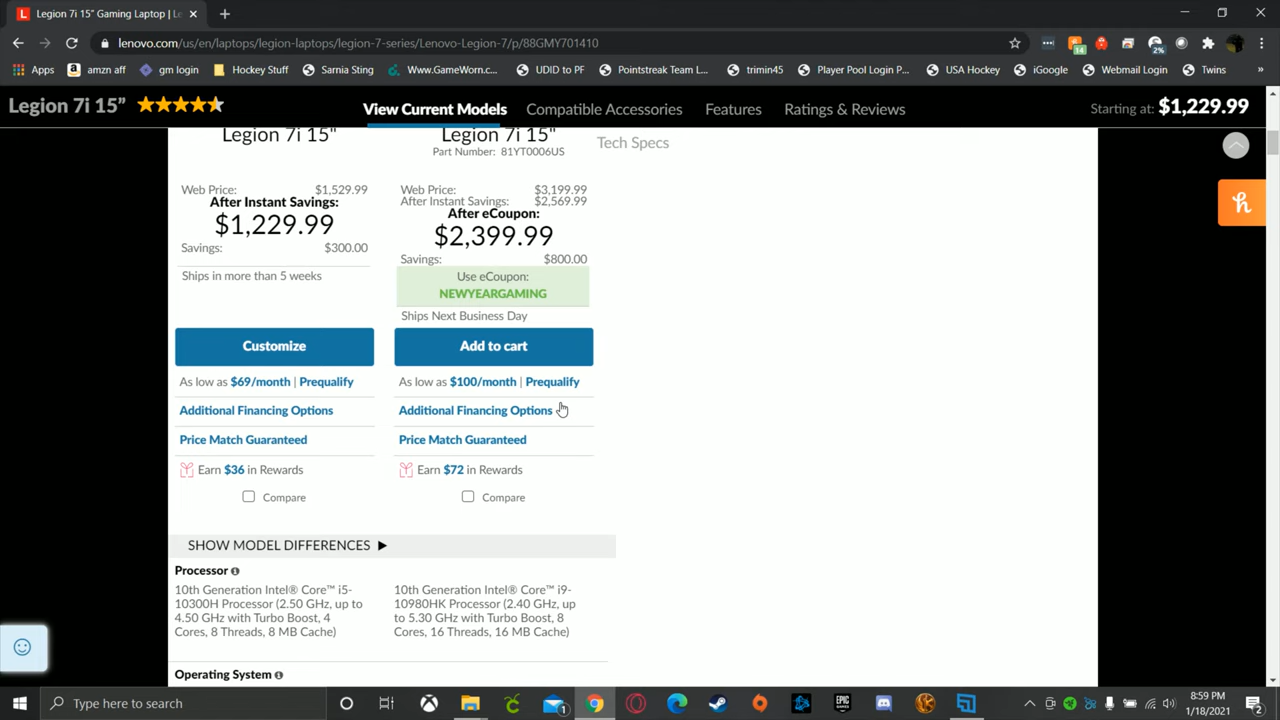 Legion 7i 15" Gaming Laptop | Le
lenovo.com/us/en/laptops/legion-laptops/legion-7-series/Lenovo-Legion-7/p/88GMY701410
14
2%
Apps
amzn aff
gm login
Hockey Stuff
Sarnia Sting
Www.GameWorn.c...
UDID to PF
Pointstreak Team L...
trimin45
Player Pool Login P...
USA Hockey
iGoogle
Webmail Login
Twins
»
Legion 7i 15”
View Current Models
Compatible Accessories
Features
Ratings & Reviews
Starting at: $1,229.99
Legion 7i 15"
Legion 7i 15"
Part Number: 81YT0006US
Tech Specs
Web Price: $1,529.99
After Instant Savings:
$1,229.99
Savings: $300.00
Ships in more than 5 weeks
Web Price: $3,199.99
After Instant Savings: $2,569.99
After eCoupon:
$2,399.99
Savings: $800.00
Use eCoupon:
NEWYEARGAMING
Ships Next Business Day
Customize
Add to cart
As low as $69/month | Prequalify
As low as $100/month | Prequalify
Additional Financing Options
Additional Financing Options
Price Match Guaranteed
Price Match Guaranteed
Earn $36 in Rewards
Earn $72 in Rewards
Compare
Compare
SHOW MODEL DIFFERENCES ▶
Processor
10th Generation Intel® Core™ i5-
10300H Processor (2.50 GHz, up to
4.50 GHz with Turbo Boost, 4
Cores, 8 Threads, 8 MB Cache)
10th Generation Intel® Core™ i9-
10980HK Processor (2.40 GHz, up
to 5.30 GHz with Turbo Boost, 8
Cores, 16 Threads, 16 MB Cache)
Operating System
Type here to search
1
EPIC
GAMES
8:59 PM
1/18/2021
2